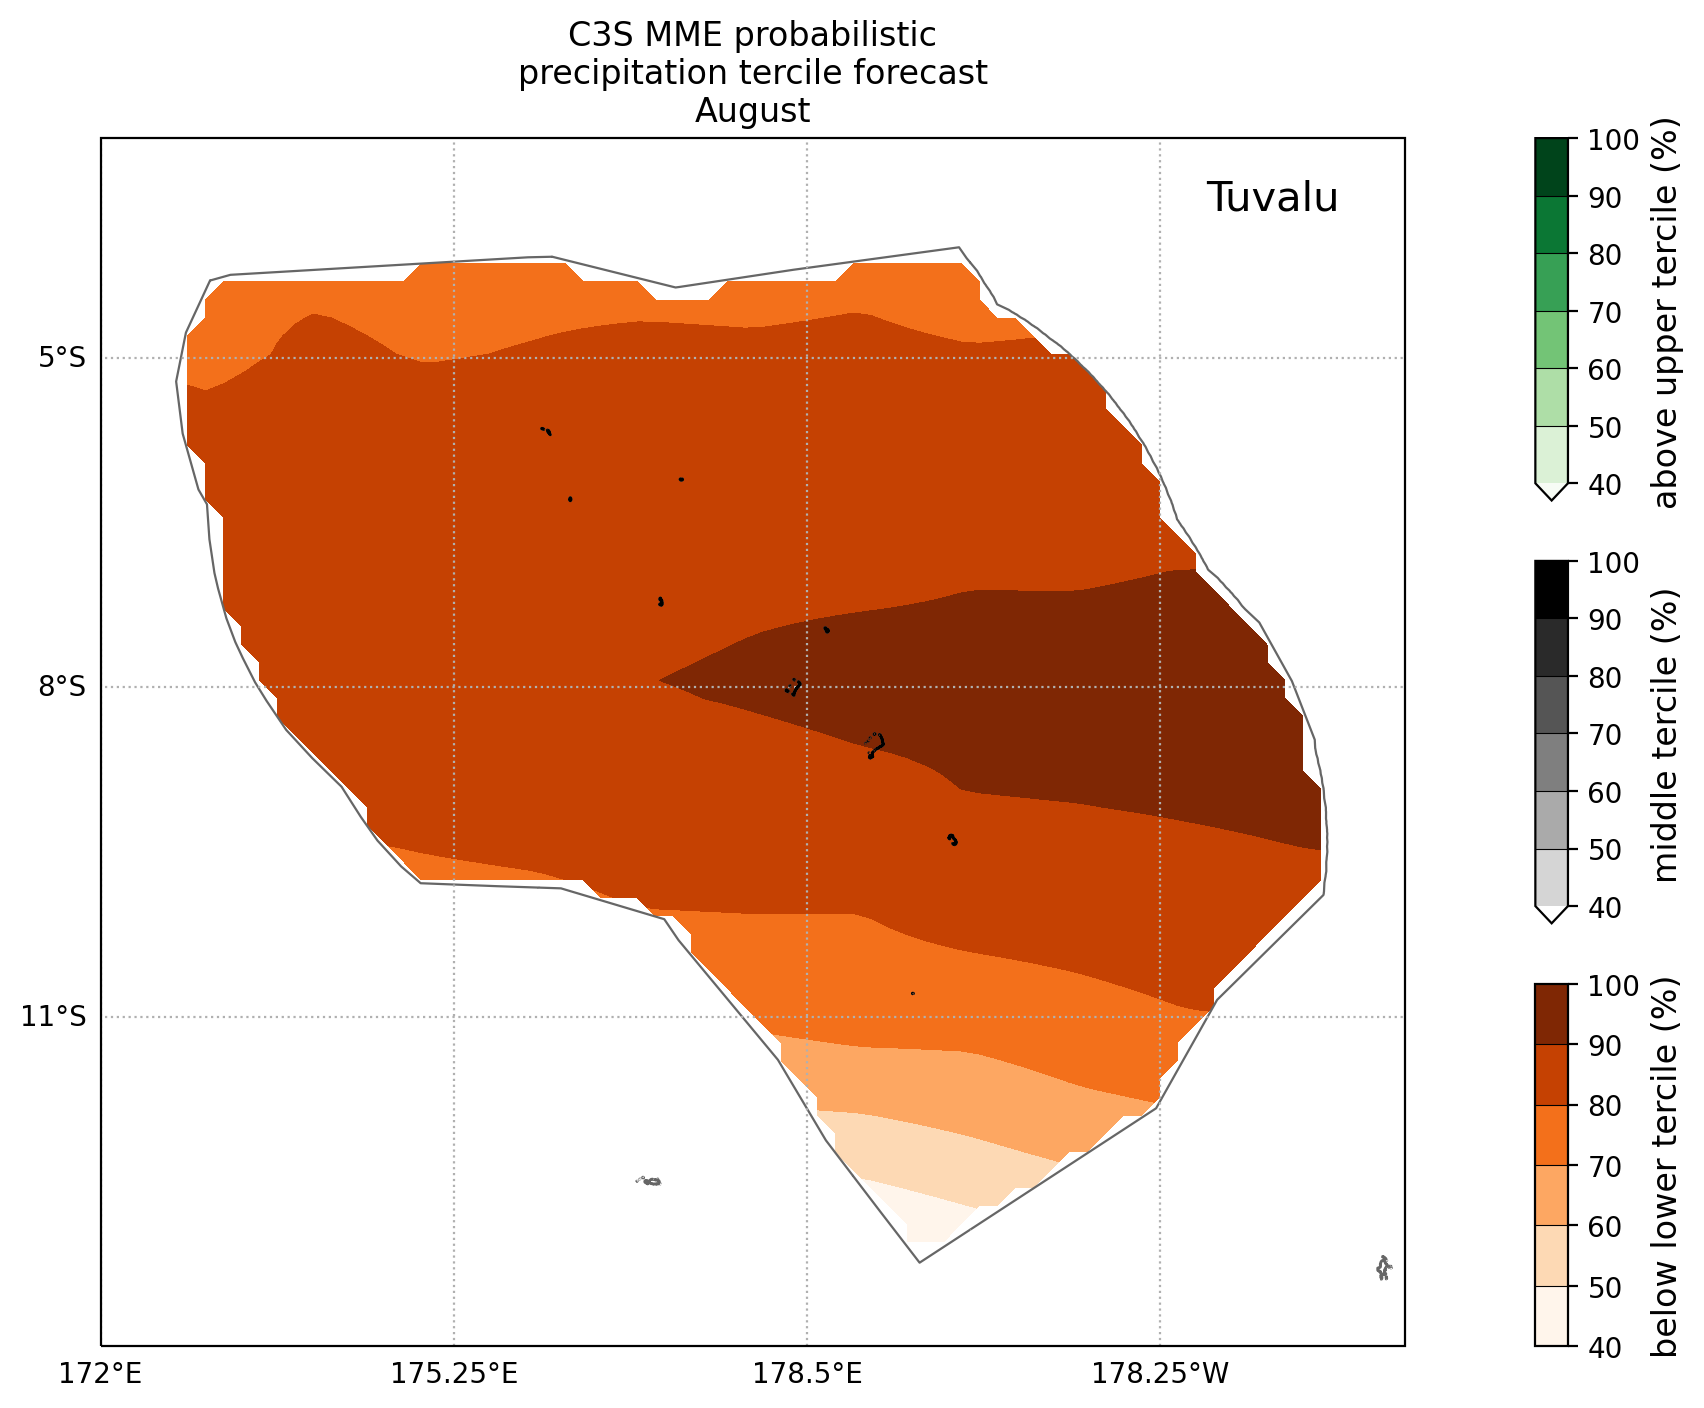 C3S MME probabilistic
precipitation tercile forecast
August
Tuvalu
5°S
8°S
11°S
172°E
175.25°E
178.5°E
178.25°W
100
90
80
70
60
50
40
above upper tercile (%)
100
90
80
70
60
50
40
middle tercile (%)
100
90
80
70
60
50
40
below lower tercile (%)